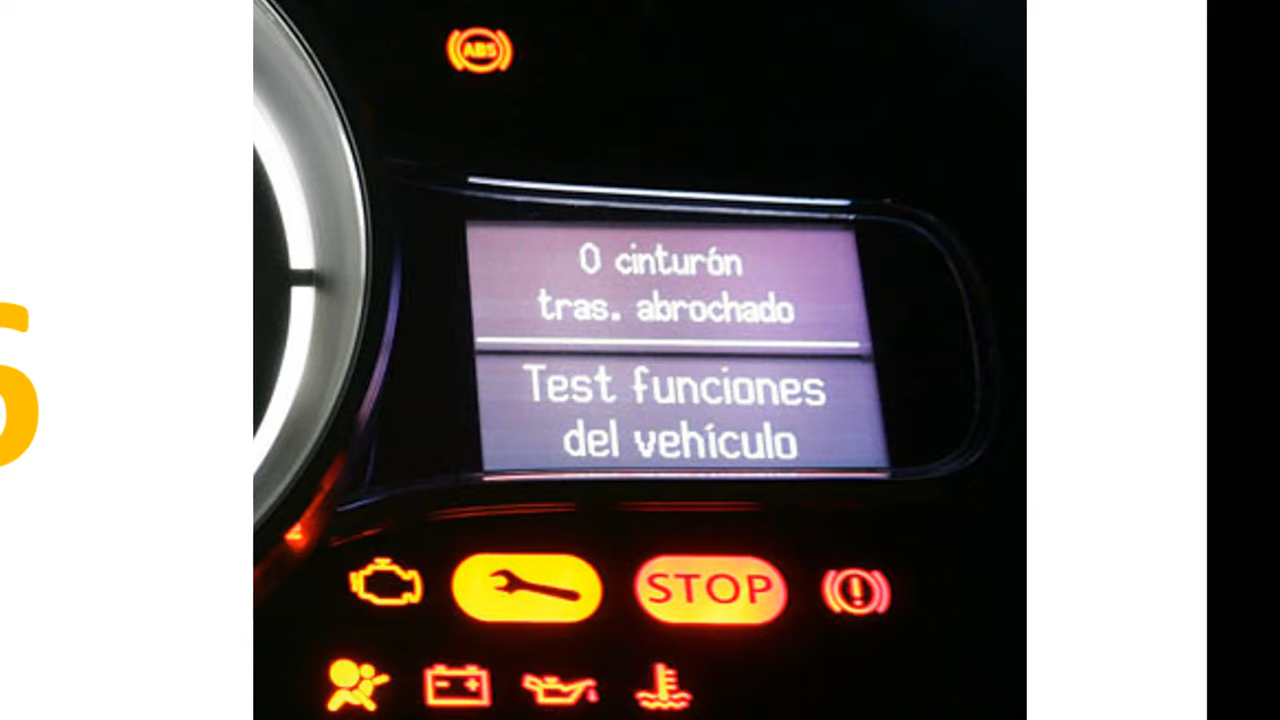 ABS
0 cinturón
tras. abrochado
Test funciones
del vehículo
STOP